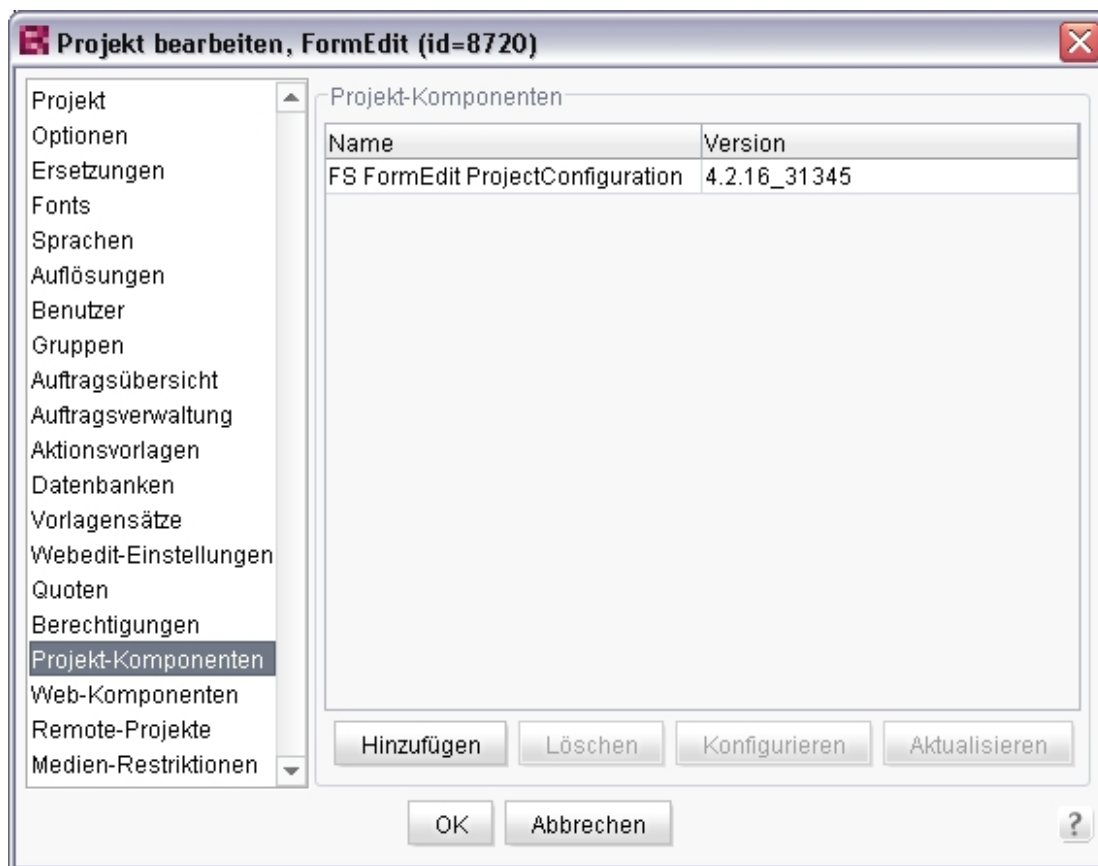 Projekt bearbeiten, FormEdit (id=8720)
Projekt
Optionen
Ersetzungen
Fonts
Sprachen
Auflösungen
Benutzer
Gruppen
Auftragsübersicht
Auftragsverwaltung
Aktionsvorlagen
Datenbanken
Vorlagensätze
Webedit-Einstellungen
Quoten
Berechtigungen
Projekt-Komponenten
Web-Komponenten
Remote-Projekte
Medien-Restriktionen
Projekt-Komponenten
Name Version
FS FormEdit ProjectConfiguration 4.2.16_31345
Hinzufügen Löschen Konfigurieren Aktualisieren
OK Abbrechen ?